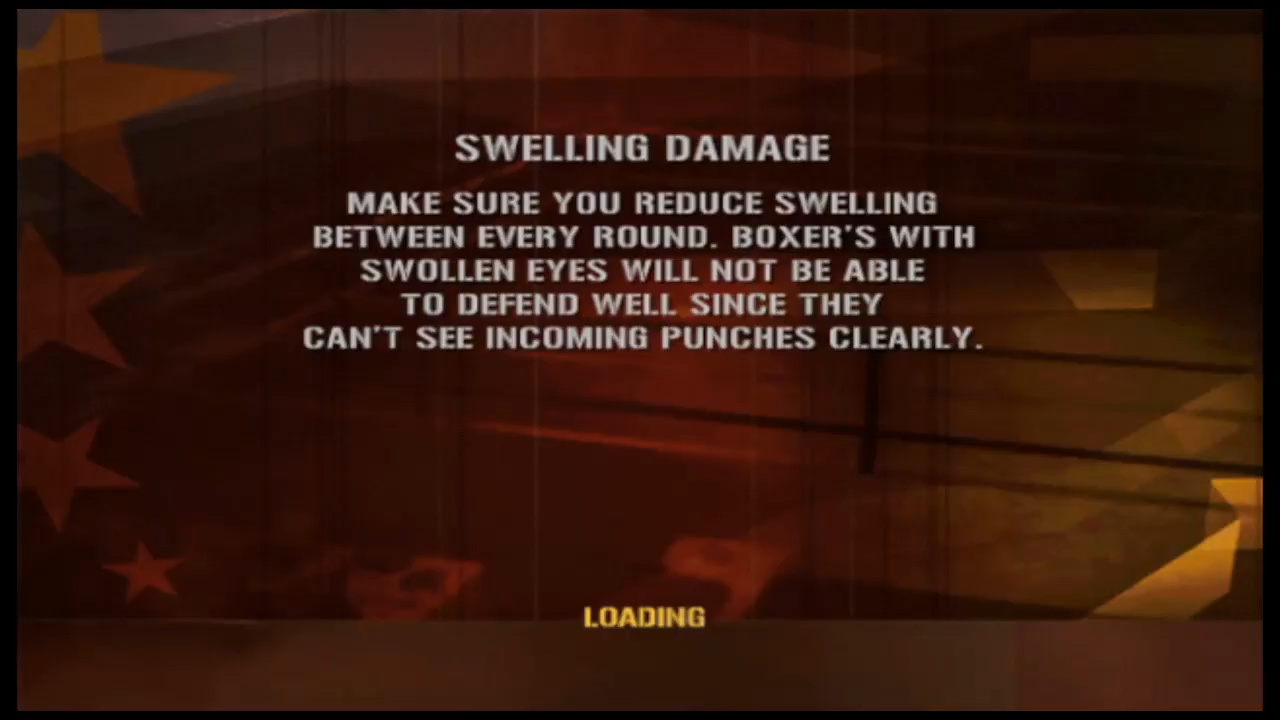 SWELLING DAMAGE
MAKE SURE YOU REDUCE SWELLING
BETWEEN EVERY ROUND. BOXER'S WITH
SWOLLEN EYES WILL NOT BE ABLE
TO DEFEND WELL SINCE THEY
CAN'T SEE INCOMING PUNCHES CLEARLY.
LOADING